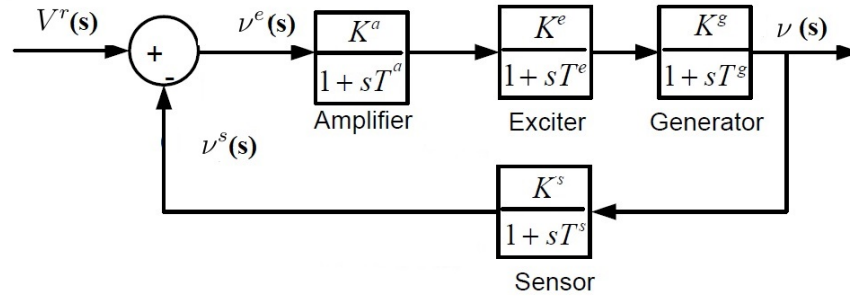 V^r(s)
+
-
ν^e(s)
K^a
1 + sT^a
Amplifier
K^e
1 + sT^e
Exciter
K^g
1 + sT^g
Generator
ν (s)
ν^s(s)
K^s
1 + sT^s
Sensor